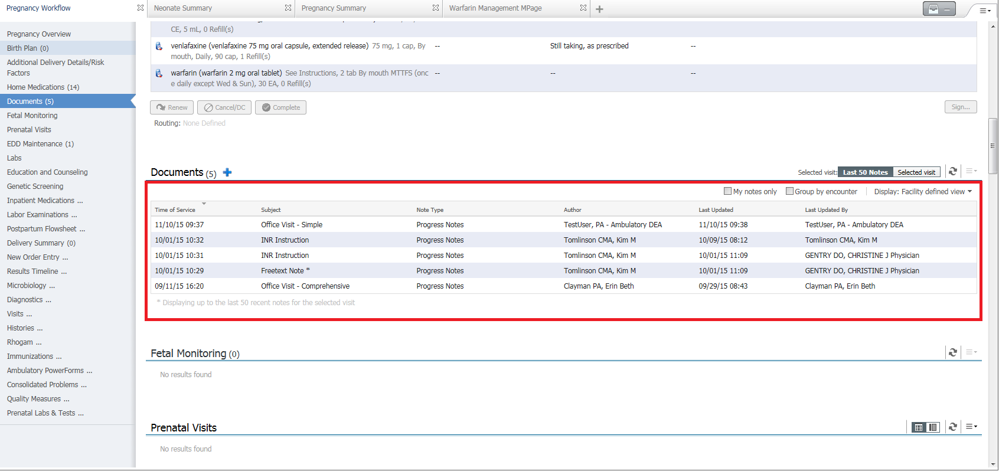 Pregnancy Workflow
Neonate Summary
Pregnancy Summary
Warfarin Management MPage
Pregnancy Overview
Birth Plan (0)
Additional Delivery Details/Risk
Factors
Home Medications (14)
Documents (5)
Fetal Monitoring
Prenatal Visits
EDD Maintenance (1)
Labs
Education and Counseling
Genetic Screening
Inpatient Medications ...
Labor Examinations ...
Postpartum Flowsheet ...
Delivery Summary (0)
New Order Entry ...
Results Timeline ...
Microbiology ...
Diagnostics ...
Visits ...
Histories ...
Rhogam ...
Immunizations ...
Ambulatory PowerForms ...
Consolidated Problems ...
Quality Measures ...
Prenatal Labs & Tests ...
CE, 5 mL, 0 Refill(s)
venlafaxine (venlafaxine 75 mg oral capsule, extended release) 75 mg, 1 cap, By -- Still taking, as prescribed --
mouth, Daily, 90 cap, 1 Refill(s)
warfarin (warfarin 2 mg oral tablet) See Instructions, 2 tab By mouth MTTFS (onc -- -- --
e daily except Wed & Sun), 30 EA, 0 Refill(s)
Renew Cancel/DC Complete Sign...
Routing: None Defined
Documents (5) Selected visit: Last 50 Notes Selected visit
My notes only Group by encounter Display: Facility defined view
Time of Service Subject Note Type Author Last Updated Last Updated By
11/10/15 09:37 Office Visit - Simple Progress Notes TestUser, PA - Ambulatory DEA 11/10/15 09:38 TestUser, PA - Ambulatory DEA
10/01/15 10:32 INR Instruction Progress Notes Tomlinson CMA, Kim M 10/09/15 08:12 Tomlinson CMA, Kim M
10/01/15 10:31 INR Instruction Progress Notes Tomlinson CMA, Kim M 10/01/15 11:09 GENTRY DO, CHRISTINE J Physician
10/01/15 10:29 Freetext Note * Progress Notes Tomlinson CMA, Kim M 10/01/15 11:09 GENTRY DO, CHRISTINE J Physician
09/11/15 16:20 Office Visit - Comprehensive Progress Notes Clayman PA, Erin Beth 09/29/15 08:43 Clayman PA, Erin Beth
* Displaying up to the last 50 recent notes for the selected visit
Fetal Monitoring (0)
No results found
Prenatal Visits
No results found